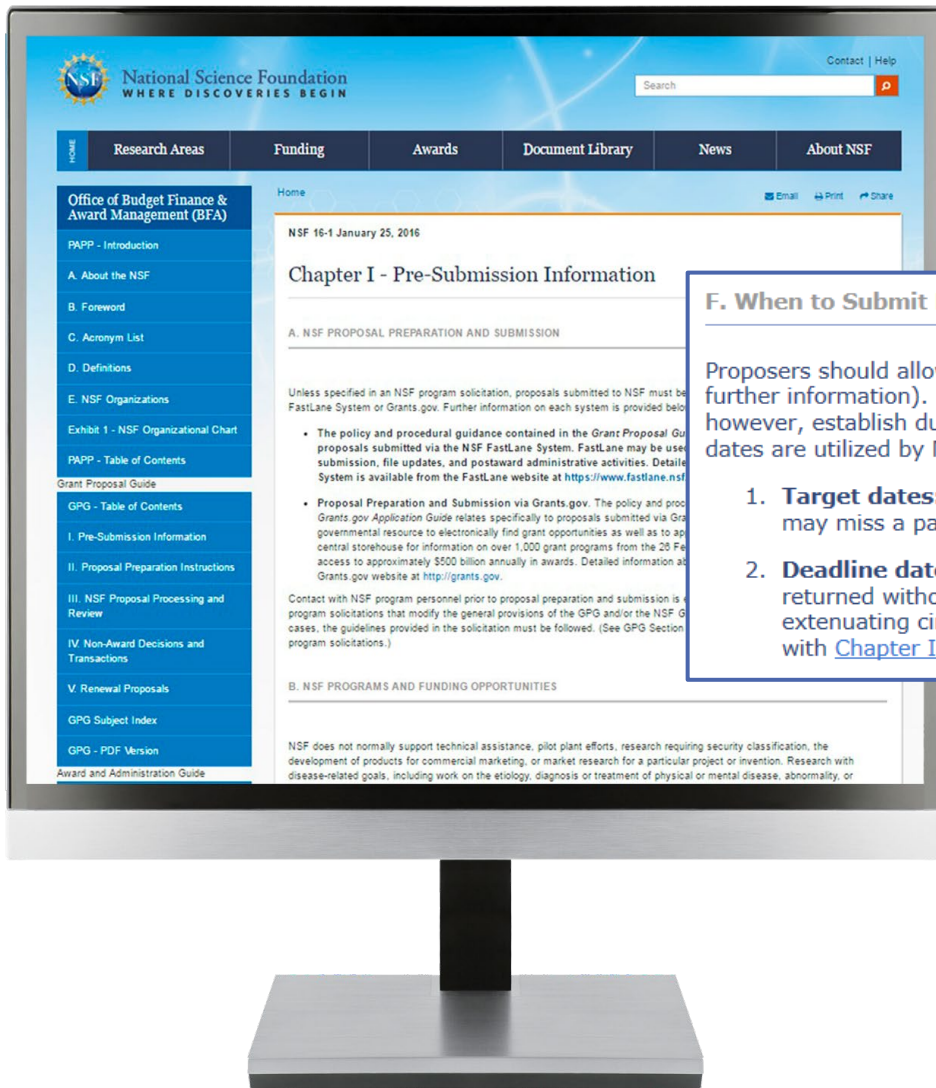 Contact | Help
NSF
National Science Foundation
WHERE DISCOVERIES BEGIN
Search
HOME
Research Areas
Funding
Awards
Document Library
News
About NSF
Office of Budget Finance &
Award Management (BFA)
PAPP - Introduction
A. About the NSF
B. Foreword
C. Acronym List
D. Definitions
E. NSF Organizations
Exhibit 1 - NSF Organizational Chart
PAPP - Table of Contents
Grant Proposal Guide
GPG - Table of Contents
I. Pre-Submission Information
II. Proposal Preparation Instructions
III. NSF Proposal Processing and
Review
IV. Non-Award Decisions and
Transactions
V. Renewal Proposals
GPG Subject Index
GPG - PDF Version
Award and Administration Guide
Home
Email Print Share
NSF 16-1 January 25, 2016
Chapter I - Pre-Submission Information
A. NSF PROPOSAL PREPARATION AND SUBMISSION
Unless specified in an NSF program solicitation, proposals submitted to NSF must be
FastLane System or Grants.gov. Further information on each system is provided
• The policy and procedural guidance contained in the Grant Proposal
proposals submitted via the NSF FastLane System. FastLane may be
submission, file updates, and postaward administrative activities.
System is available from the FastLane website at https://www.fastlane.nsf.
• Proposal Preparation and Submission via Grants.gov. The policy and
Grants.gov Application Guide relates specifically to proposals submitted via
governmental resource to electronically find grant opportunities as well as to
central storehouse for information on over 1,000 grant programs from the 26
access to approximately $500 billion annually in awards. Detailed information
Grants.gov website at http://grants.gov.
Contact with NSF program personnel prior to proposal preparation and submission is
program solicitations that modify the general provisions of the GPG and/or the NSF
cases, the guidelines provided in the solicitation must be followed. (See GPG Section
program solicitations.)
B. NSF PROGRAMS AND FUNDING OPPORTUNITIES
NSF does not normally support technical assistance, pilot plant efforts, research requiring security classification, the
development of products for commercial marketing, or market research for a particular project or invention. Research with
disease-related goals, including work on the etiology, diagnosis or treatment of physical or mental disease, abnormality, or
F. When to Submit
Proposers should
further information).
however, establish
dates are utilized by
1. Target dates:
may miss a
2. Deadline
returned
extenuating
with Chapter I